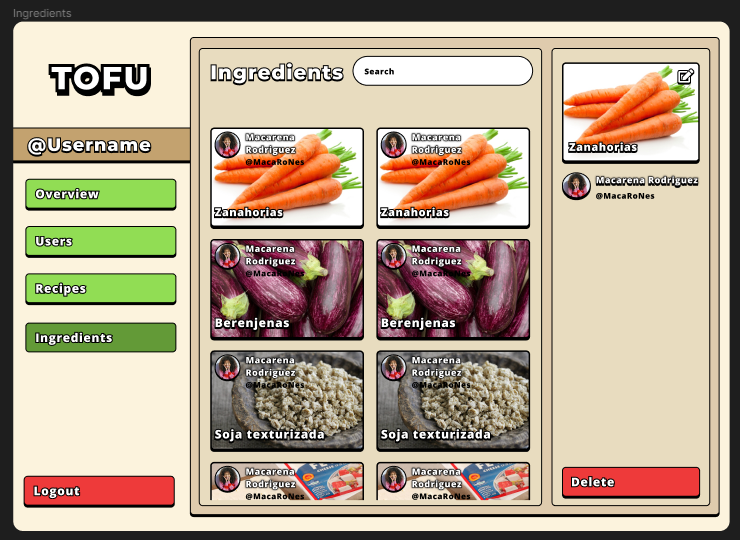 Ingredients
TOFU
@Username
Overview
Users
Recipes
Ingredients
Logout
Ingredients
Search
Macarena
Rodriguez
@MacaRoNes
Zanahorias
Macarena
Rodriguez
@MacaRoNes
Zanahorias
Macarena
Rodriguez
@MacaRoNes
Berenjenas
Macarena
Rodriguez
@MacaRoNes
Berenjenas
Macarena
Rodriguez
@MacaRoNes
Soja texturizada
Macarena
Rodriguez
@MacaRoNes
Soja texturizada
Macarena
Rodriguez
@MacaRoNes
Macarena
Rodriguez
@MacaRoNes
Zanahorias
Macarena Rodriguez
@MacaRoNes
Delete